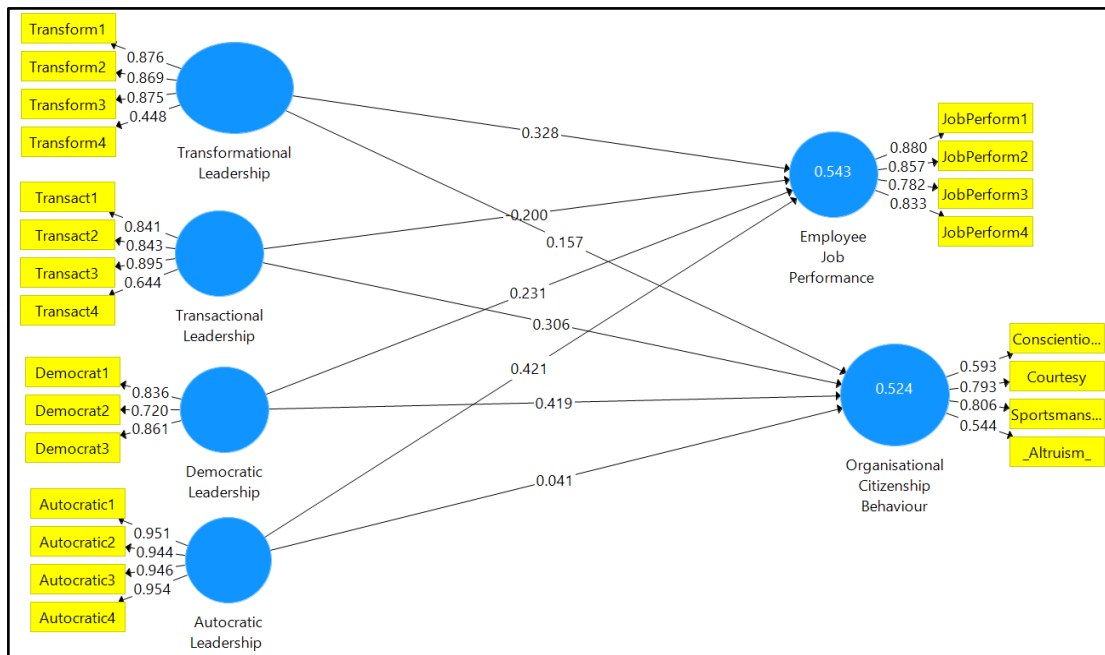 Transform1
0.876
Transform2
0.869
Transform3
0.875
Transform4
0.448
Transformational
Leadership
Transact1
0.841
Transact2
0.843
Transact3
0.895
Transact4
0.644
Transactional
Leadership
Democrat1
0.836
Democrat2
0.720
Democrat3
0.861
Democratic
Leadership
Autocratic1
0.951
Autocratic2
0.944
Autocratic3
0.946
Autocratic4
0.954
Autocratic
Leadership
0.328
-0.200
0.157
0.231
0.306
0.421
0.419
0.041
0.543
Employee
Job
Performance
JobPerform1
0.880
JobPerform2
0.857
JobPerform3
0.782
JobPerform4
0.833
0.524
Organisational
Citizenship
Behaviour
Conscientio...
0.593
Courtesy
0.793
Sportsmans...
0.806
_Altruism_
0.544